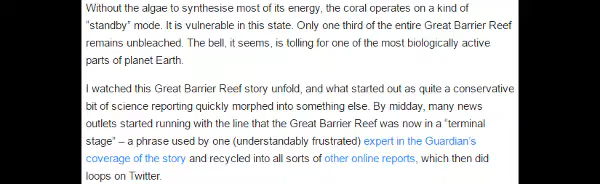 Without the algae to synthesise most of its energy, the coral operates on a kind of
“standby” mode. It is vulnerable in this state. Only one third of the entire Great Barrier Reef
remains unbleached. The bell, it seems, is tolling for one of the most biologically active
parts of planet Earth.
I watched this Great Barrier Reef story unfold, and what started out as quite a conservative
bit of science reporting quickly morphed into something else. By midday, many news
outlets started running with the line that the Great Barrier Reef was now in a “terminal
stage” – a phrase used by one (understandably frustrated) expert in the Guardian’s
coverage of the story and recycled into all sorts of other online reports, which then did
loops on Twitter.